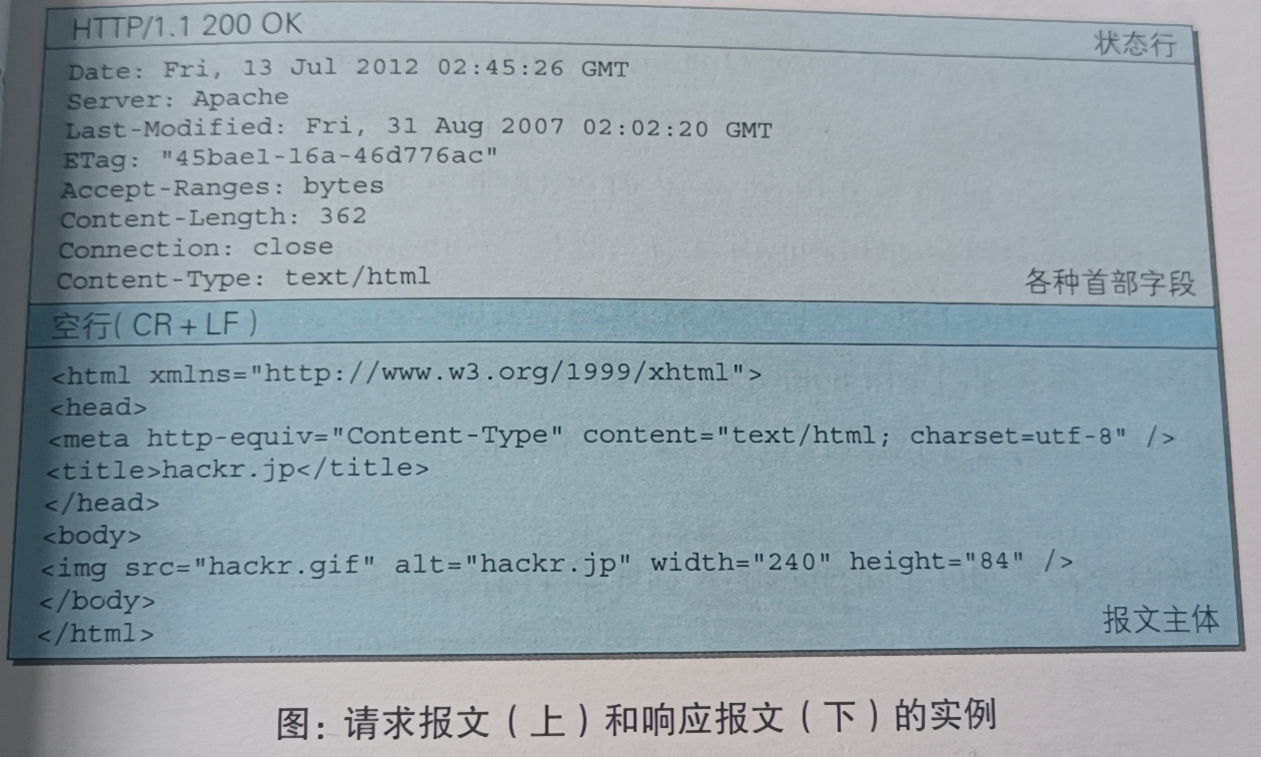 HTTP/1.1 200 OK
状态行
Date: Fri, 13 Jul 2012 02:45:26 GMT
Server: Apache
Last-Modified: Fri, 31 Aug 2007 02:02:20 GMT
ETag: "45bae1-16a-46d776ac"
Accept-Ranges: bytes
Content-Length: 362
Connection: close
Content-Type: text/html
各种首部字段
空行( CR + LF )
<html xmlns="http://www.w3.org/1999/xhtml">
<head>
<meta http-equiv="Content-Type" content="text/html; charset=utf-8" />
<title>hackr.jp</title>
</head>
<body>
<img src="hackr.gif" alt="hackr.jp" width="240" height="84" />
</body>
</html>
报文主体
图：请求报文（上）和响应报文（下）的实例